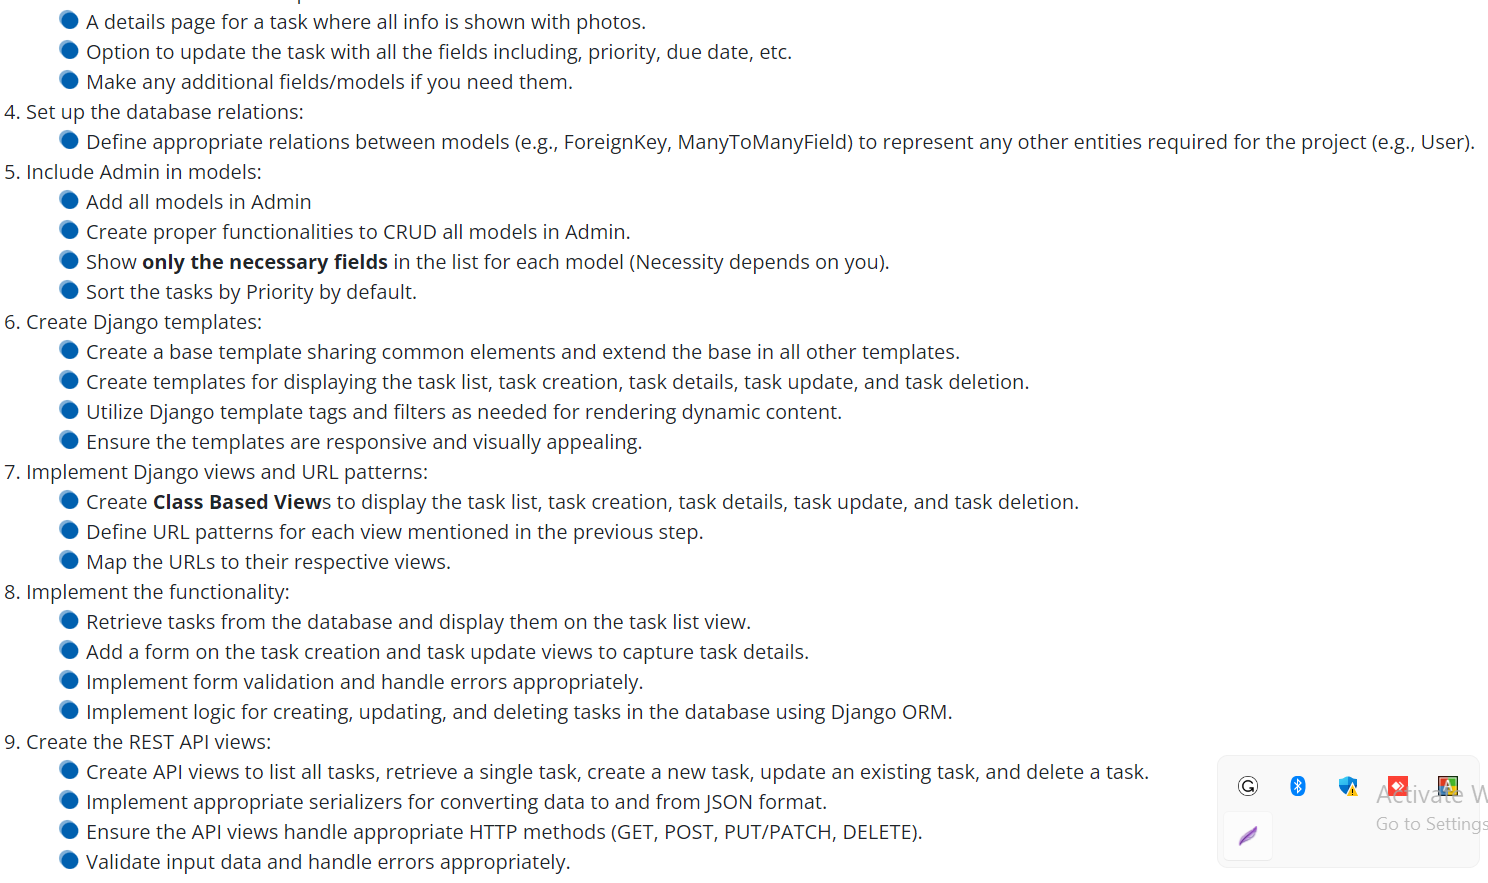 A details page for a task where all info is shown with photos.
Option to update the task with all the fields including, priority, due date, etc.
Make any additional fields/models if you need them.
4. Set up the database relations:
Define appropriate relations between models (e.g., ForeignKey, ManyToManyField) to represent any other entities required for the project (e.g., User).
5. Include Admin in models:
Add all models in Admin
Create proper functionalities to CRUD all models in Admin.
Show only the necessary fields in the list for each model (Necessity depends on you).
Sort the tasks by Priority by default.
6. Create Django templates:
Create a base template sharing common elements and extend the base in all other templates.
Create templates for displaying the task list, task creation, task details, task update, and task deletion.
Utilize Django template tags and filters as needed for rendering dynamic content.
Ensure the templates are responsive and visually appealing.
7. Implement Django views and URL patterns:
Create Class Based Views to display the task list, task creation, task details, task update, and task deletion.
Define URL patterns for each view mentioned in the previous step.
Map the URLs to their respective views.
8. Implement the functionality:
Retrieve tasks from the database and display them on the task list view.
Add a form on the task creation and task update views to capture task details.
Implement form validation and handle errors appropriately.
Implement logic for creating, updating, and deleting tasks in the database using Django ORM.
9. Create the REST API views:
Create API views to list all tasks, retrieve a single task, create a new task, update an existing task, and delete a task.
Implement appropriate serializers for converting data to and from JSON format.
Ensure the API views handle appropriate HTTP methods (GET, POST, PUT/PATCH, DELETE).
Validate input data and handle errors appropriately.
Activate W
Go to Settings